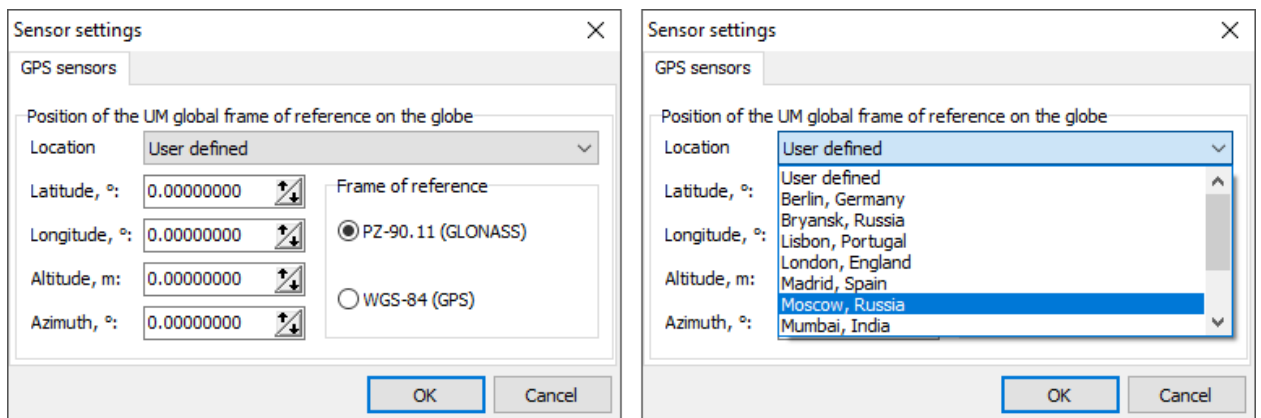 Sensor settings
GPS sensors
Position of the UM global frame of reference on the globe
Location User defined
Latitude, °: 0.00000000
Frame of reference
Longitude, °: 0.00000000
PZ-90.11 (GLONASS)
Altitude, m: 0.00000000
WGS-84 (GPS)
Azimuth, °: 0.00000000
OK Cancel
Sensor settings
GPS sensors
Position of the UM global frame of reference on the globe
Location User defined
Latitude, °:
Longitude, °:
Altitude, m:
Azimuth, °:
User defined
Berlin, Germany
Bryansk, Russia
Lisbon, Portugal
London, England
Madrid, Spain
Moscow, Russia
Mumbai, India
OK Cancel